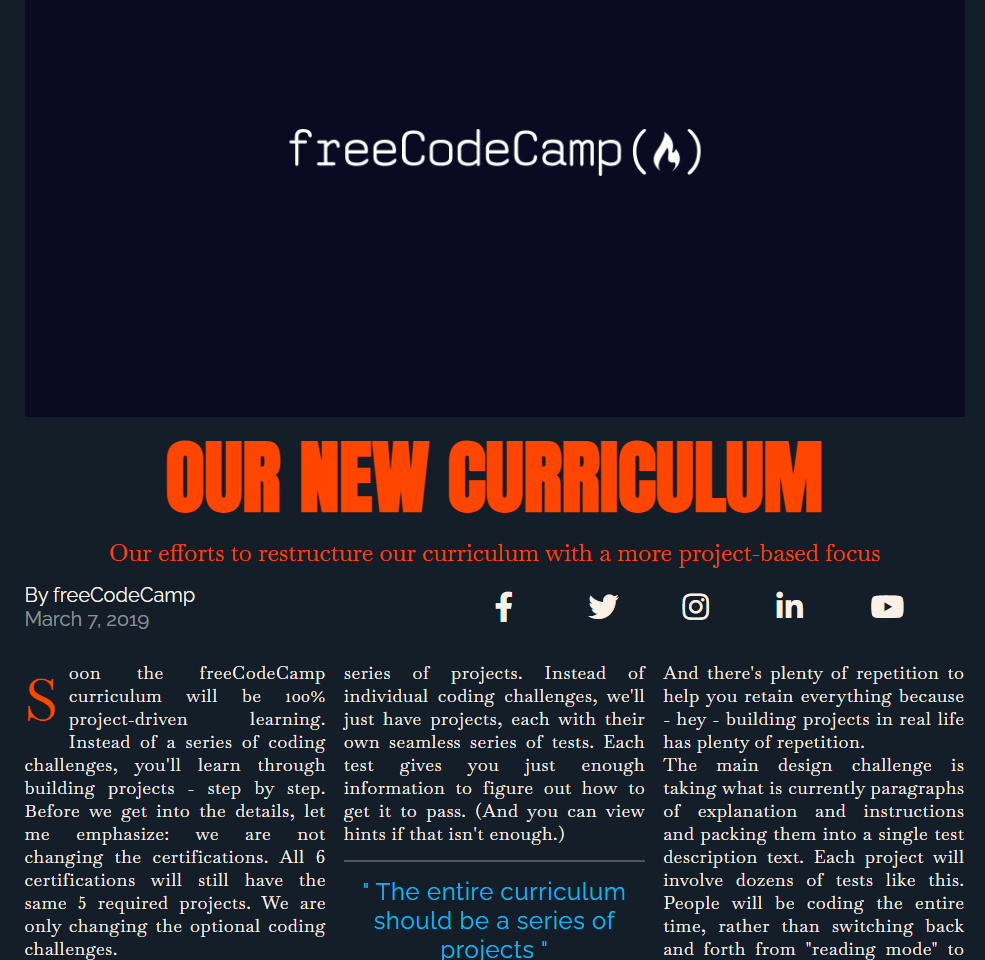 freeCodeCamp
OUR NEW CURRICULUM
Our efforts to restructure our curriculum with a more project-based focus
By freeCodeCamp
March 7, 2019
Soon the freeCodeCamp
curriculum will be 100%
project-driven learning.
Instead of a series of coding
challenges, you'll learn through
building projects - step by step.
Before we get into the details, let
me emphasize: we are not
changing the certifications. All 6
certifications will still have the
same 5 required projects. We are
only changing the optional coding
challenges.
series of projects. Instead of
individual coding challenges, we'll
just have projects, each with their
own seamless series of tests. Each
test gives you just enough
information to figure out how to
get it to pass. (And you can view
hints if that isn't enough.)
" The entire curriculum
should be a series of
projects "
And there's plenty of repetition to
help you retain everything because
- hey - building projects in real life
has plenty of repetition.
The main design challenge is
taking what is currently paragraphs
of explanation and instructions
and packing them into a single test
description text. Each project will
involve dozens of tests like this.
People will be coding the entire
time, rather than switching back
and forth from "reading mode" to